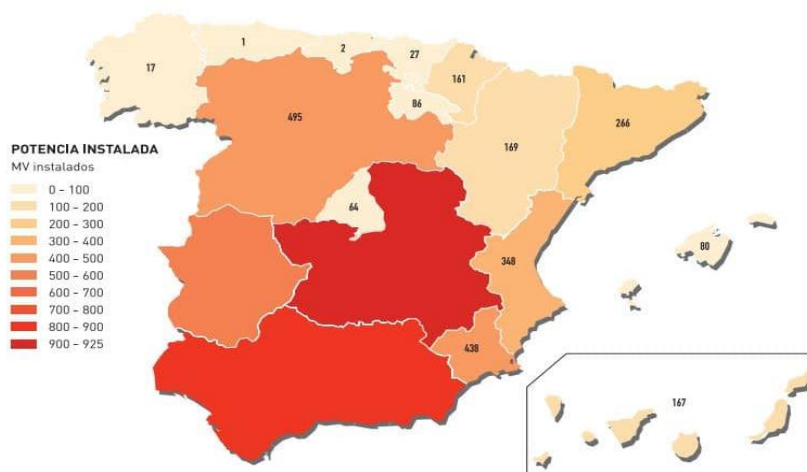 1
2
27
17
161
86
495
266
169
POTENCIA INSTALADA
MV instalados
0 – 100
100 – 200
200 – 300
300 – 400
400 – 500
500 – 600
600 – 700
700 – 800
800 – 900
900 – 925
64
80
348
438
167